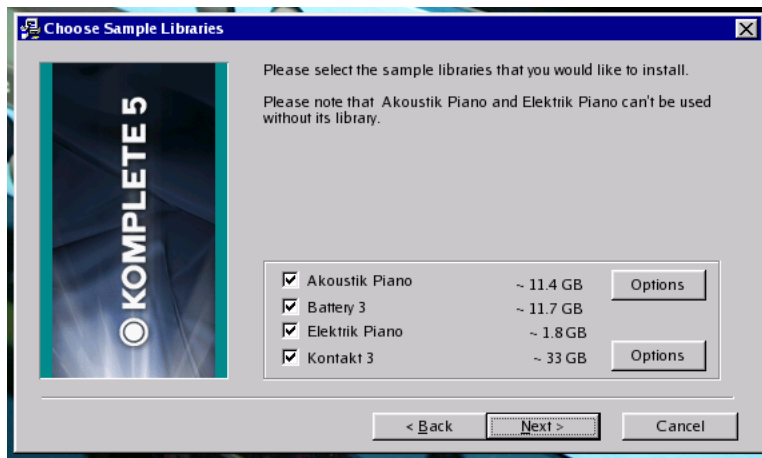 Choose Sample Libraries
KOMPLETE 5
Please select the sample libraries that you would like to install.
Please note that Akoustik Piano and Elektrik Piano can't be used
without its library.
Akoustik Piano ~ 11.4 GB Options
Battery 3 ~ 11.7 GB
Elektrik Piano ~ 1.8 GB
Kontakt 3 ~ 33 GB Options
< Back Next > Cancel